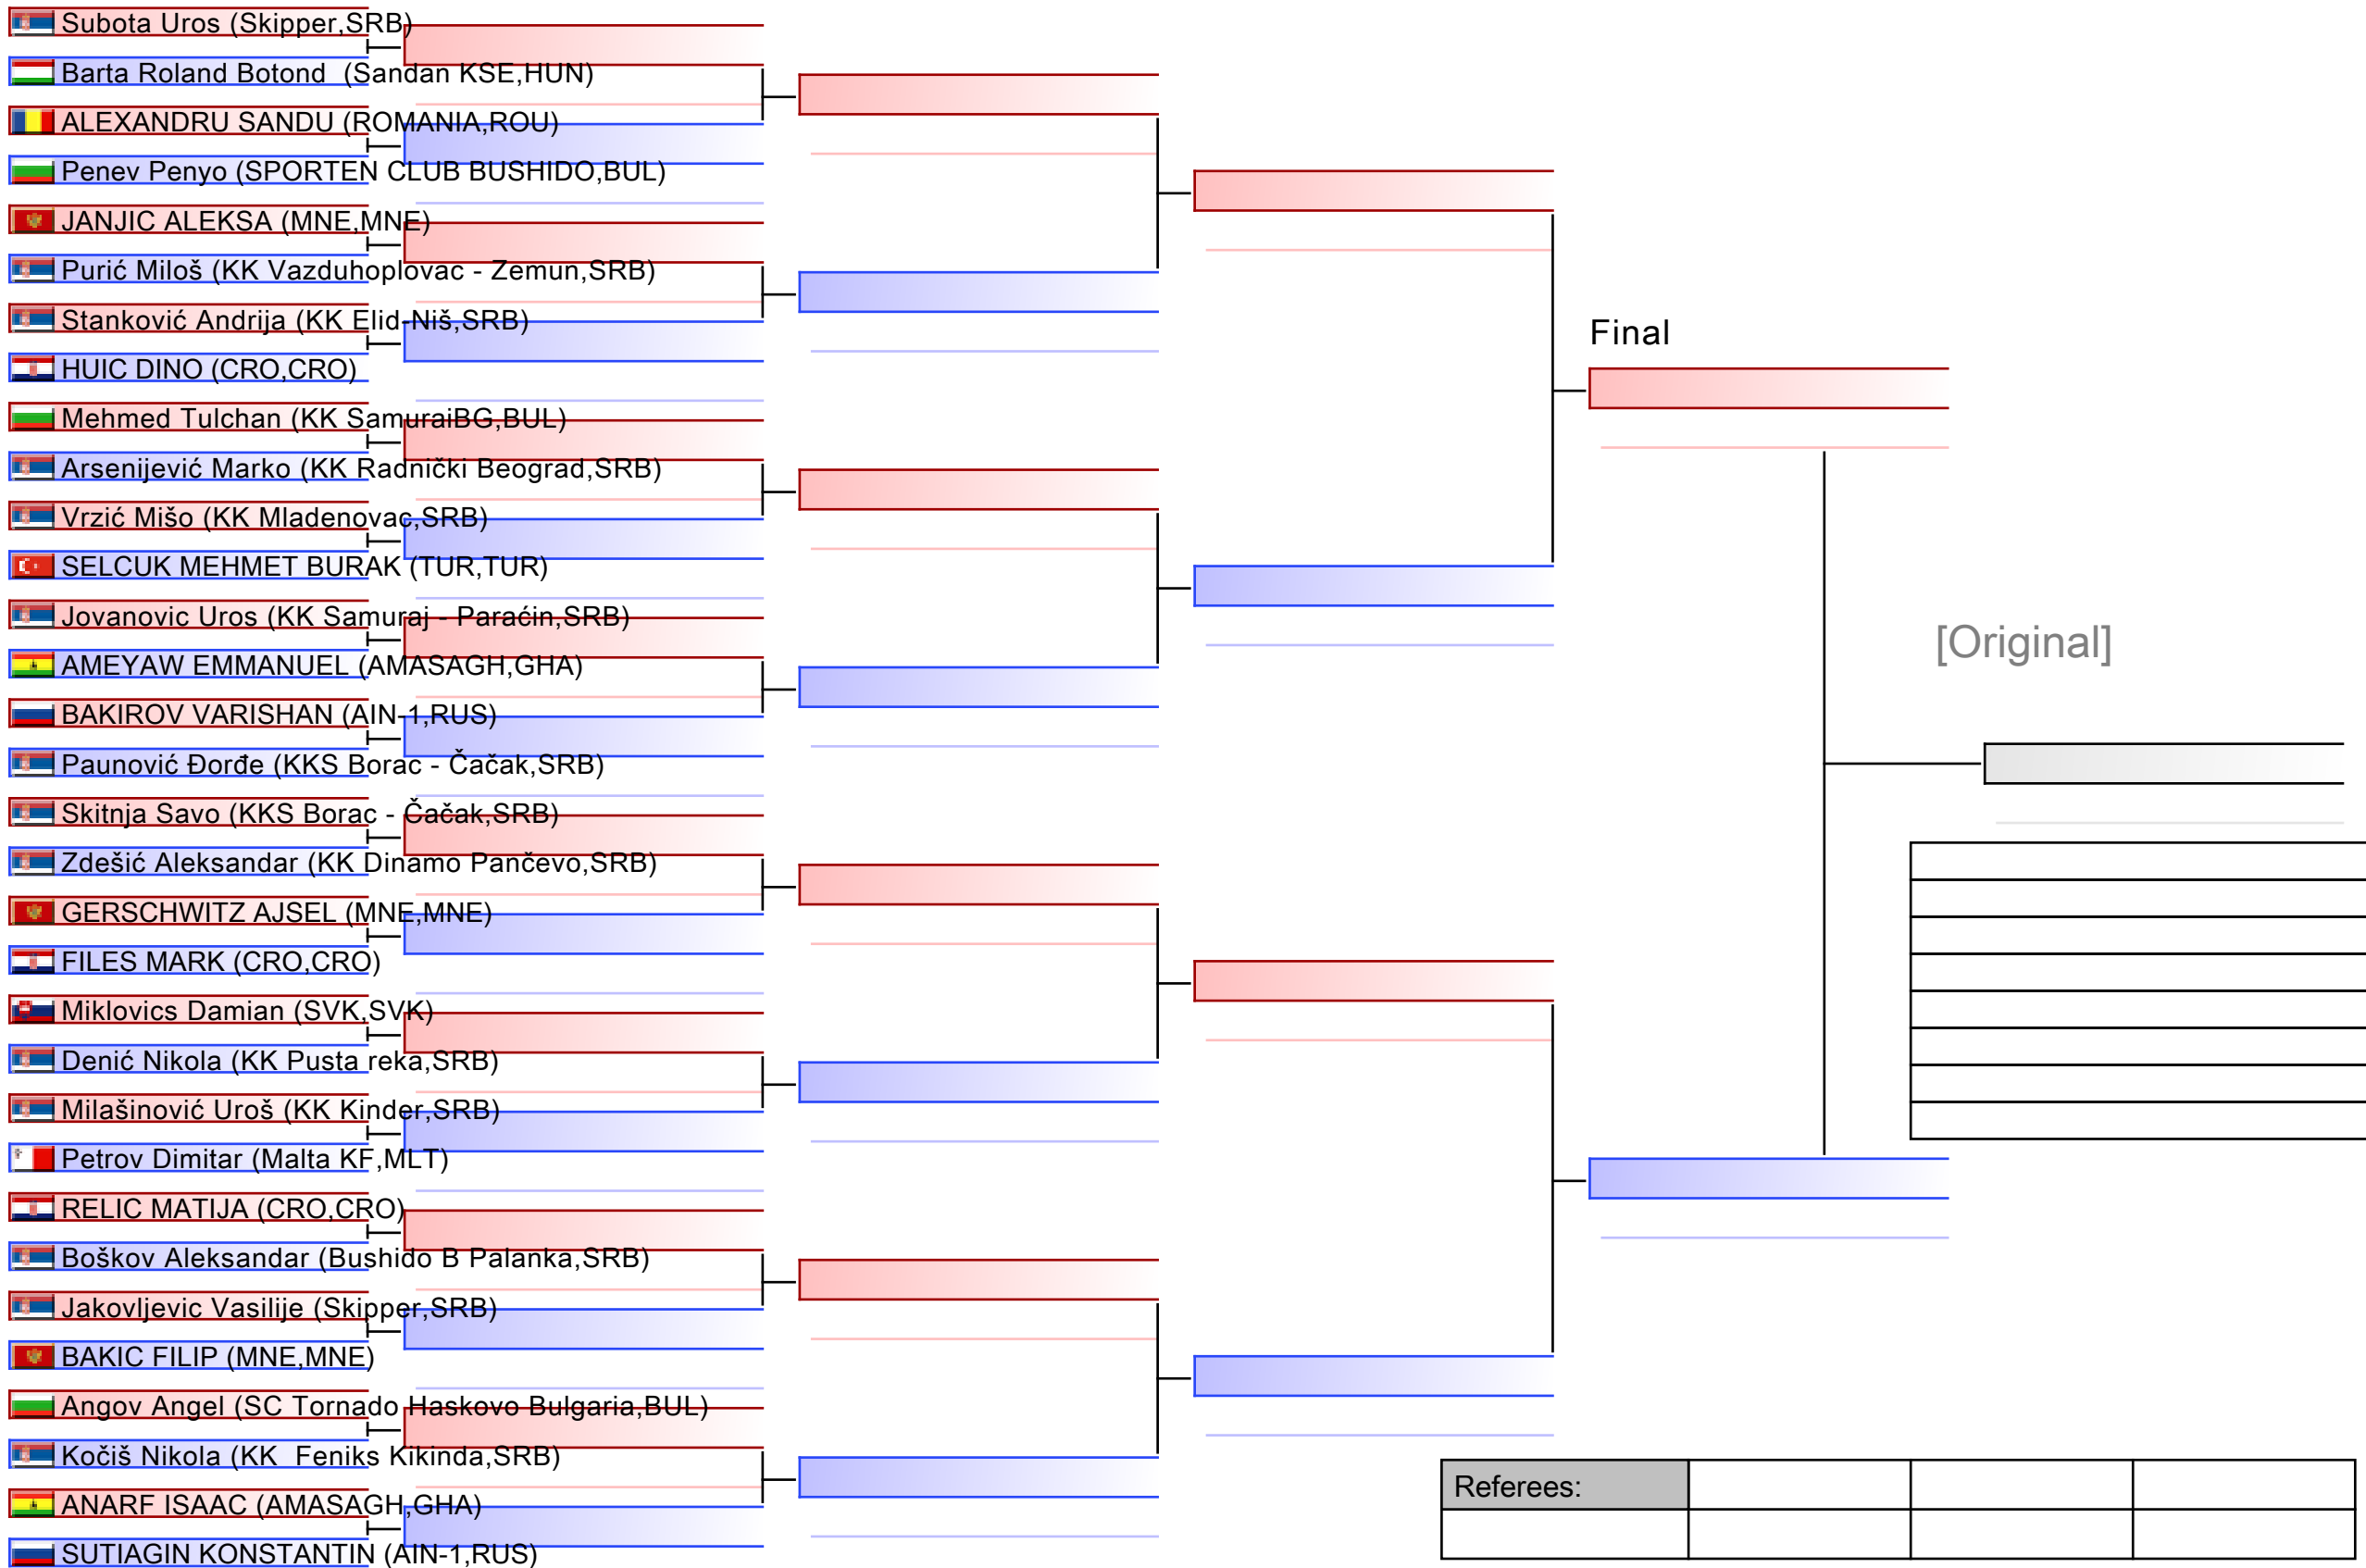 Subota Uros (Skipper,SRB)
Barta Roland Botond  (Sandan KSE,HUN)
ALEXANDRU SANDU (ROMANIA,ROU)
Penev Penyo (SPORTEN CLUB BUSHIDO,BUL)
JANJIC ALEKSA (MNE,MNE)
Purić Miloš (KK Vazduhoplovac - Zemun,SRB)
Stanković Andrija (KK Elid-Niš,SRB)
HUIC DINO (CRO,CRO)
Mehmed Tulchan (KK SamuraiBG,BUL)
Arsenijević Marko (KK Radnički Beograd,SRB)
Vrzić Mišo (KK Mladenovac,SRB)
SELCUK MEHMET BURAK (TUR,TUR)
Jovanovic Uros (KK Samuraj - Paraćin,SRB)
AMEYAW EMMANUEL (AMASAGH,GHA)
BAKIROV VARISHAN (AIN-1,RUS)
Paunović Đorđe (KKS Borac - Čačak,SRB)
Skitnja Savo (KKS Borac - Čačak,SRB)
Zdešić Aleksandar (KK Dinamo Pančevo,SRB)
GERSCHWITZ AJSEL (MNE,MNE)
FILES MARK (CRO,CRO)
Miklovics Damian (SVK,SVK)
Denić Nikola (KK Pusta reka,SRB)
Milašinović Uroš (KK Kinder,SRB)
Petrov Dimitar (Malta KF,MLT)
RELIC MATIJA (CRO,CRO)
Boškov Aleksandar (Bushido B Palanka,SRB)
Jakovljevic Vasilije (Skipper,SRB)
BAKIC FILIP (MNE,MNE)
Angov Angel (SC Tornado Haskovo Bulgaria,BUL)
Kočiš Nikola (KK  Feniks Kikinda,SRB)
ANARF ISAAC (AMASAGH,GHA)
SUTIAGIN KONSTANTIN (AIN-1,RUS)
Final
[Original]
Referees: